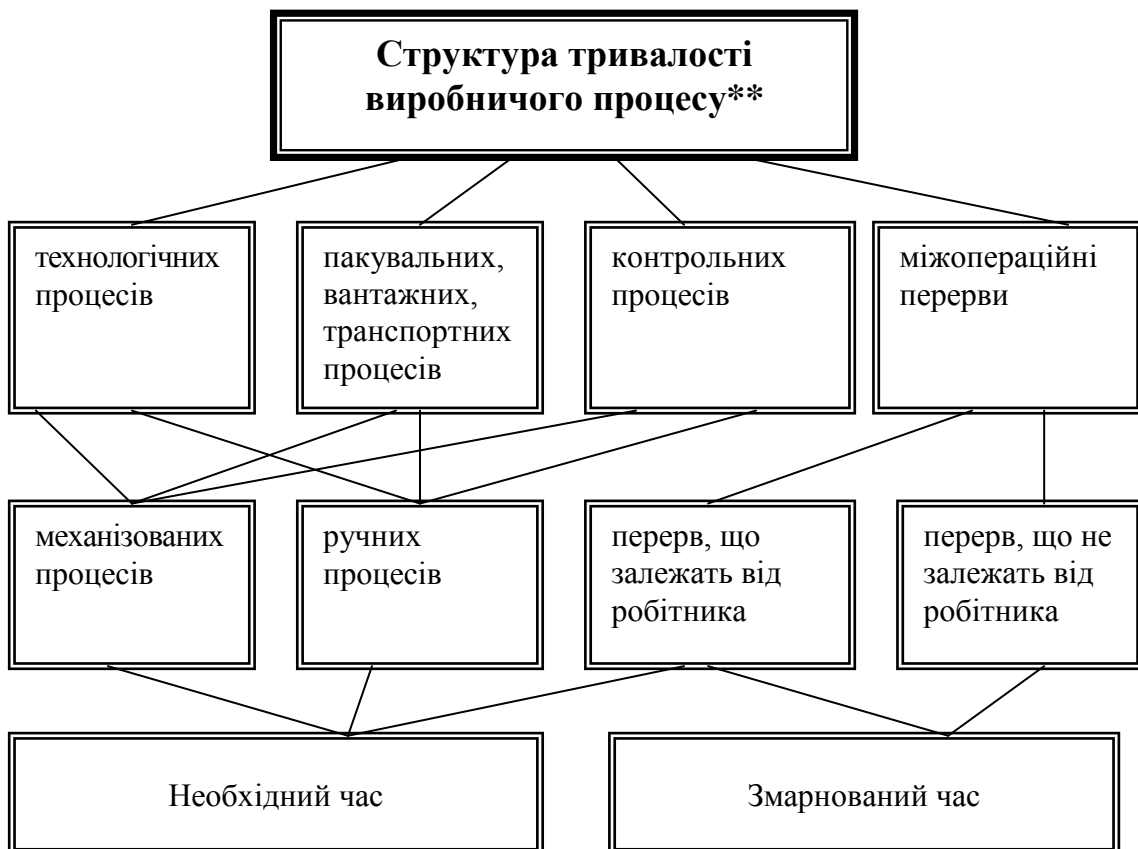 Структура тривалості
виробничого процесу**
технологічних
процесів
пакувальних,
вантажних,
транспортних
процесів
контрольних
процесів
міжопераційні
перерви
механізованих
процесів
ручних
процесів
перерв, що
залежать від
робітника
перерв, що не
залежать від
робітника
Необхідний час
Змарнований час